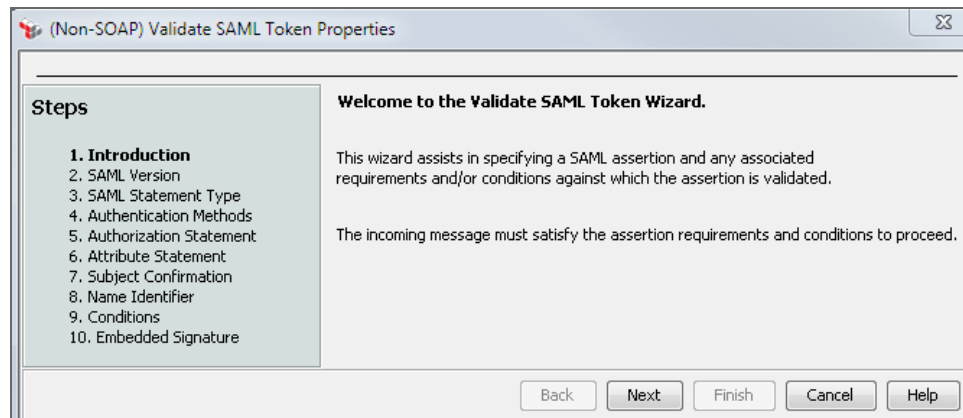 (Non-SOAP) Validate SAML Token Properties
Steps
1. Introduction
2. SAML Version
3. SAML Statement Type
4. Authentication Methods
5. Authorization Statement
6. Attribute Statement
7. Subject Confirmation
8. Name Identifier
9. Conditions
10. Embedded Signature
Welcome to the Validate SAML Token Wizard.
This wizard assists in specifying a SAML assertion and any associated
requirements and/or conditions against which the assertion is validated.
The incoming message must satisfy the assertion requirements and conditions to proceed.
Back Next Finish Cancel Help